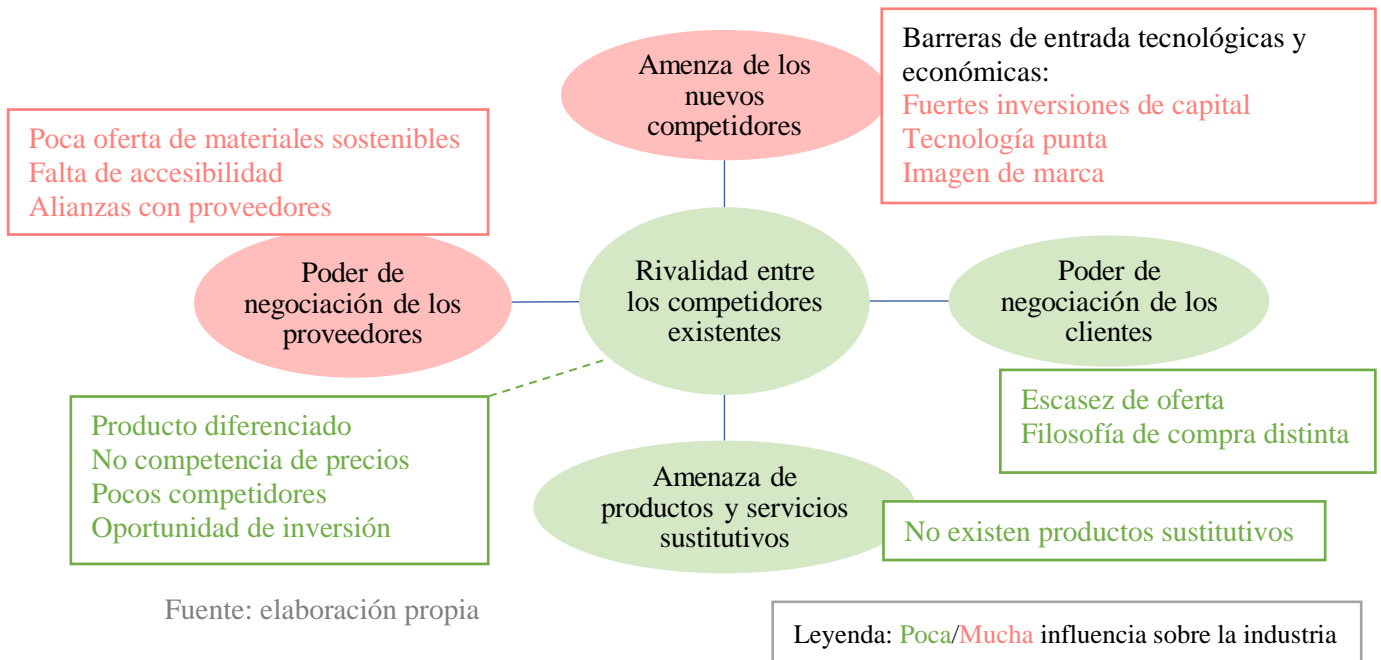 Amenza de los
nuevos
competidores
Barreras de entrada tecnológicas y
económicas:
Fuertes inversiones de capital
Tecnología punta
Imagen de marca
Poca oferta de materiales sostenibles
Falta de accesibilidad
Alianzas con proveedores
Poder de
negociación de los
proveedores
Rivalidad entre
los competidores
existentes
Poder de
negociación de los
clientes
Escasez de oferta
Filosofía de compra distinta
Producto diferenciado
No competencia de precios
Pocos competidores
Oportunidad de inversión
Amenaza de
productos y servicios
sustitutivos
No existen productos sustitutivos
Fuente: elaboración propia
Leyenda: Poca/Mucha influencia sobre la industria